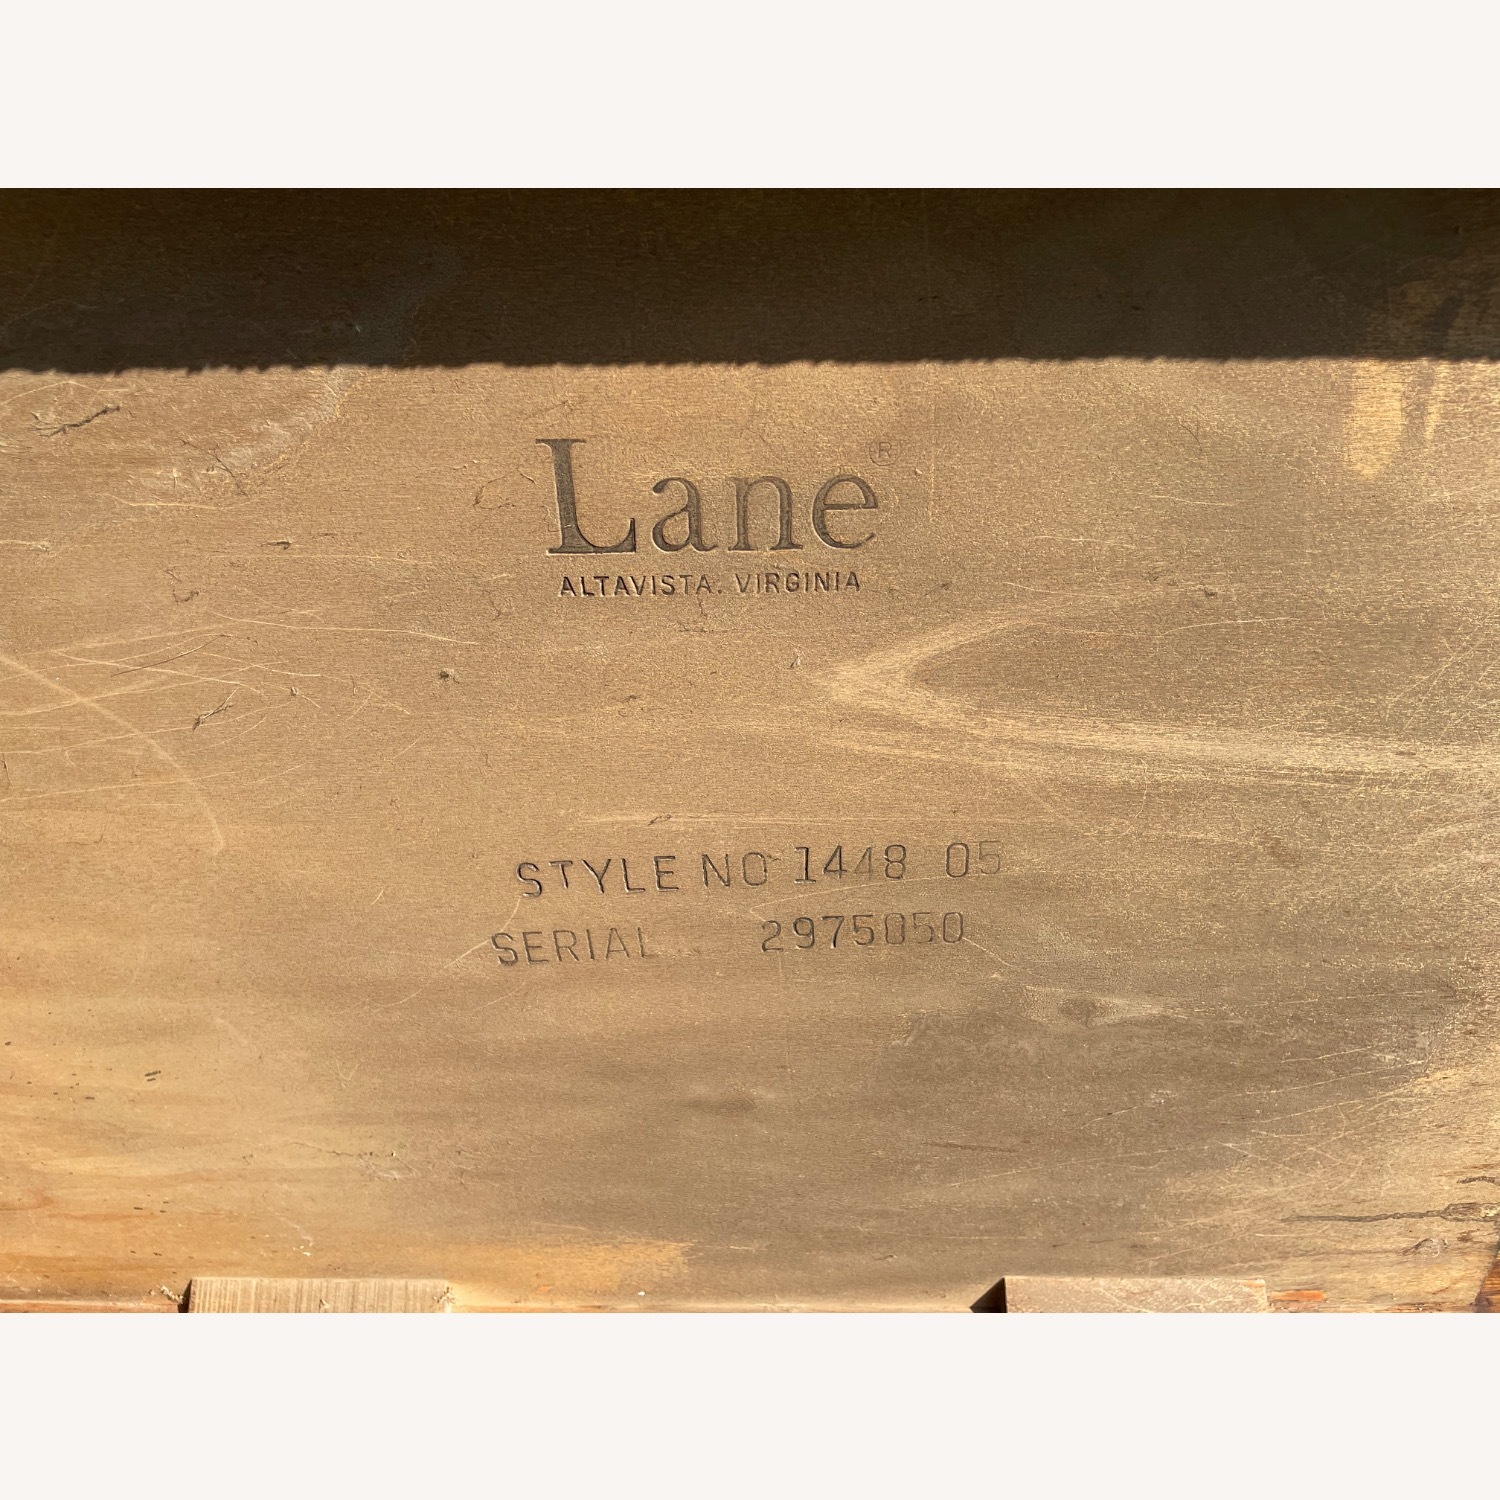 Lane®
ALTAVISTA. VIRGINIA
STYLE NO 1448 05
SERIAL 2975050